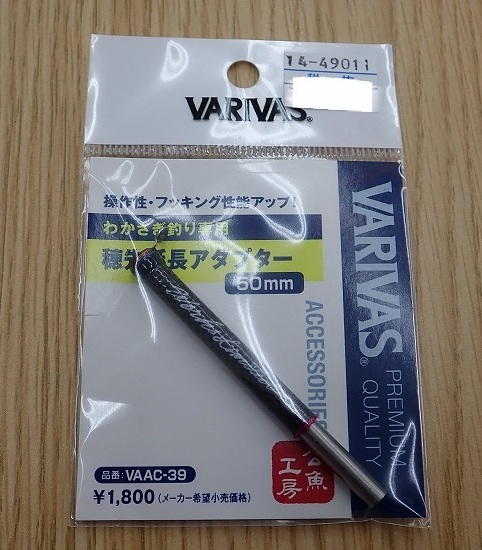 14-49011
VARIVAS®
操作性・フッキング性能アップ！
わかさぎ釣り専用
穂先延長アダプター
60mm
VARIVAS®
PREMIUM
QUALITY
ACCESSORIES
魚
工房
品番：VAAC-39
¥1,800（メーカー希望小売価格）